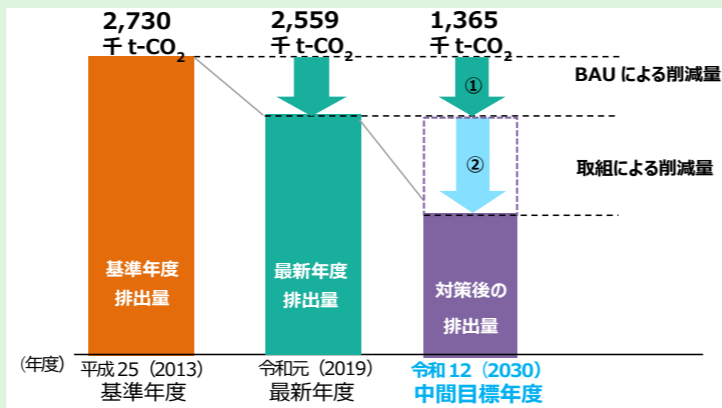 2,730
千 t-CO2
2,559
千 t-CO2
1,365
千 t-CO2
①
BAU による削減量
②
取組による削減量
基準年度
排出量
最新年度
排出量
対策後の
排出量
(年度)
平成 25（2013）
基準年度
令和元（2019）
最新年度
令和 12（2030）
中間目標年度